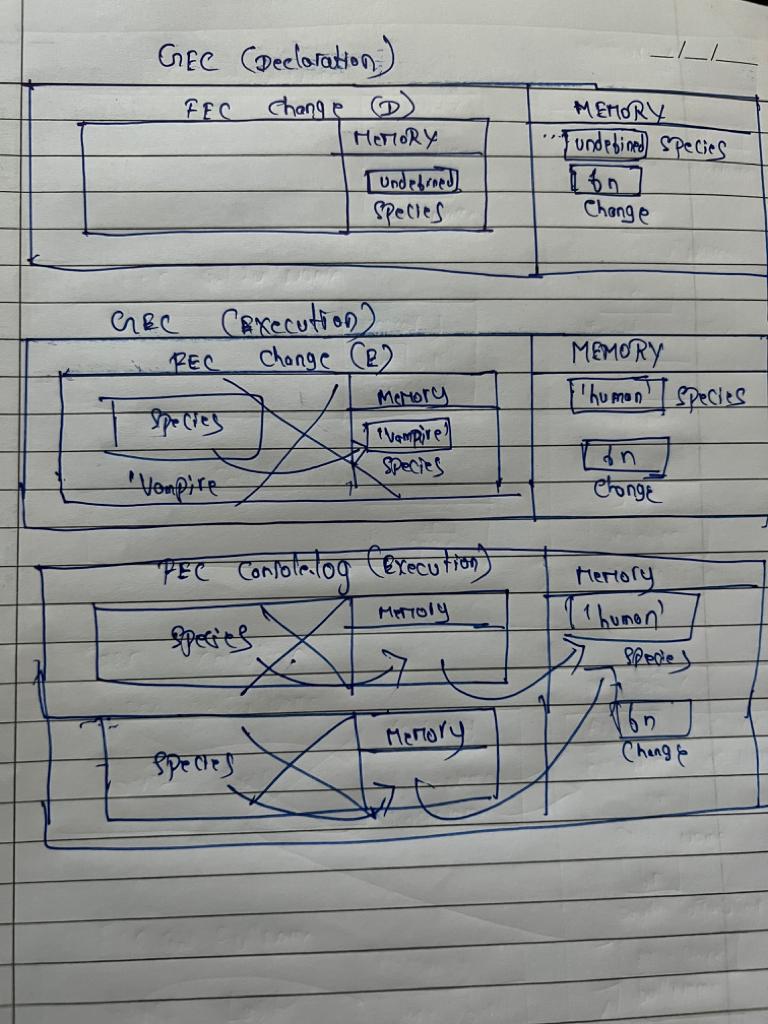 GEC (Declaration)
__/__/__
FEC Change (D)
MEMORY
MEMORY
undefined species
undefined
fn
species
Change
GEC (Execution)
FEC Change (E)
MEMORY
Memory
'human' species
species
'Vampire'
species
fn
'Vampire
Change
FEC Console.log (Execution)
Memory
Memory
'human'
species
species
fn
Memory
species
Change